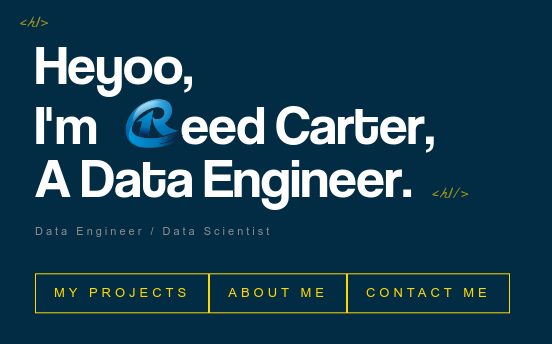 <h1>
Heyoo,
I'm Reed Carter,
A Data Engineer.
<h1/>
Data Engineer / Data Scientist
MY PROJECTS
ABOUT ME
CONTACT ME